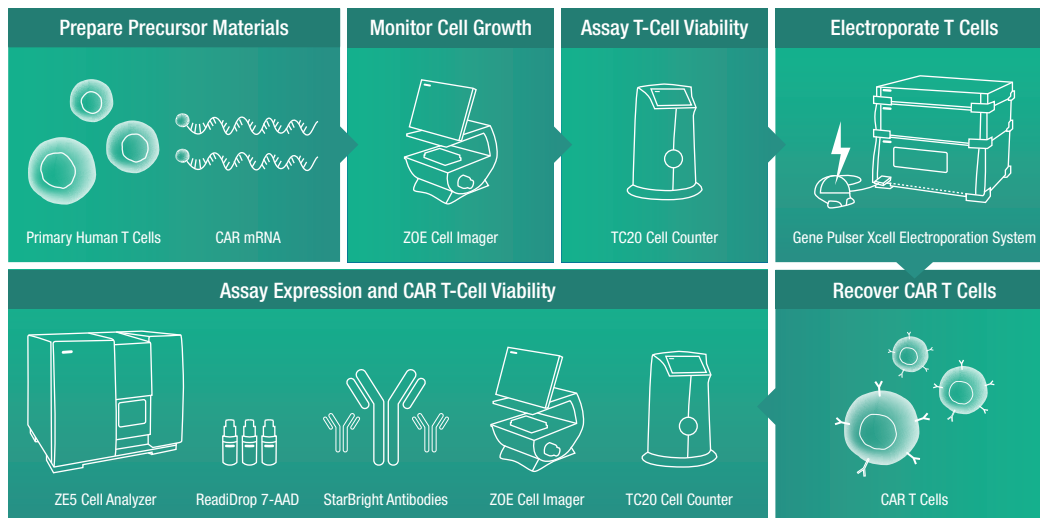 Prepare Precursor Materials
Monitor Cell Growth
Assay T-Cell Viability
Electroporate T Cells
Primary Human T Cells
CAR mRNA
ZOE Cell Imager
TC20 Cell Counter
Gene Pulser Xcell Electroporation System
Assay Expression and CAR T-Cell Viability
Recover CAR T Cells
ZE5 Cell Analyzer
ReadiDrop 7-AAD
StarBright Antibodies
ZOE Cell Imager
TC20 Cell Counter
CAR T Cells